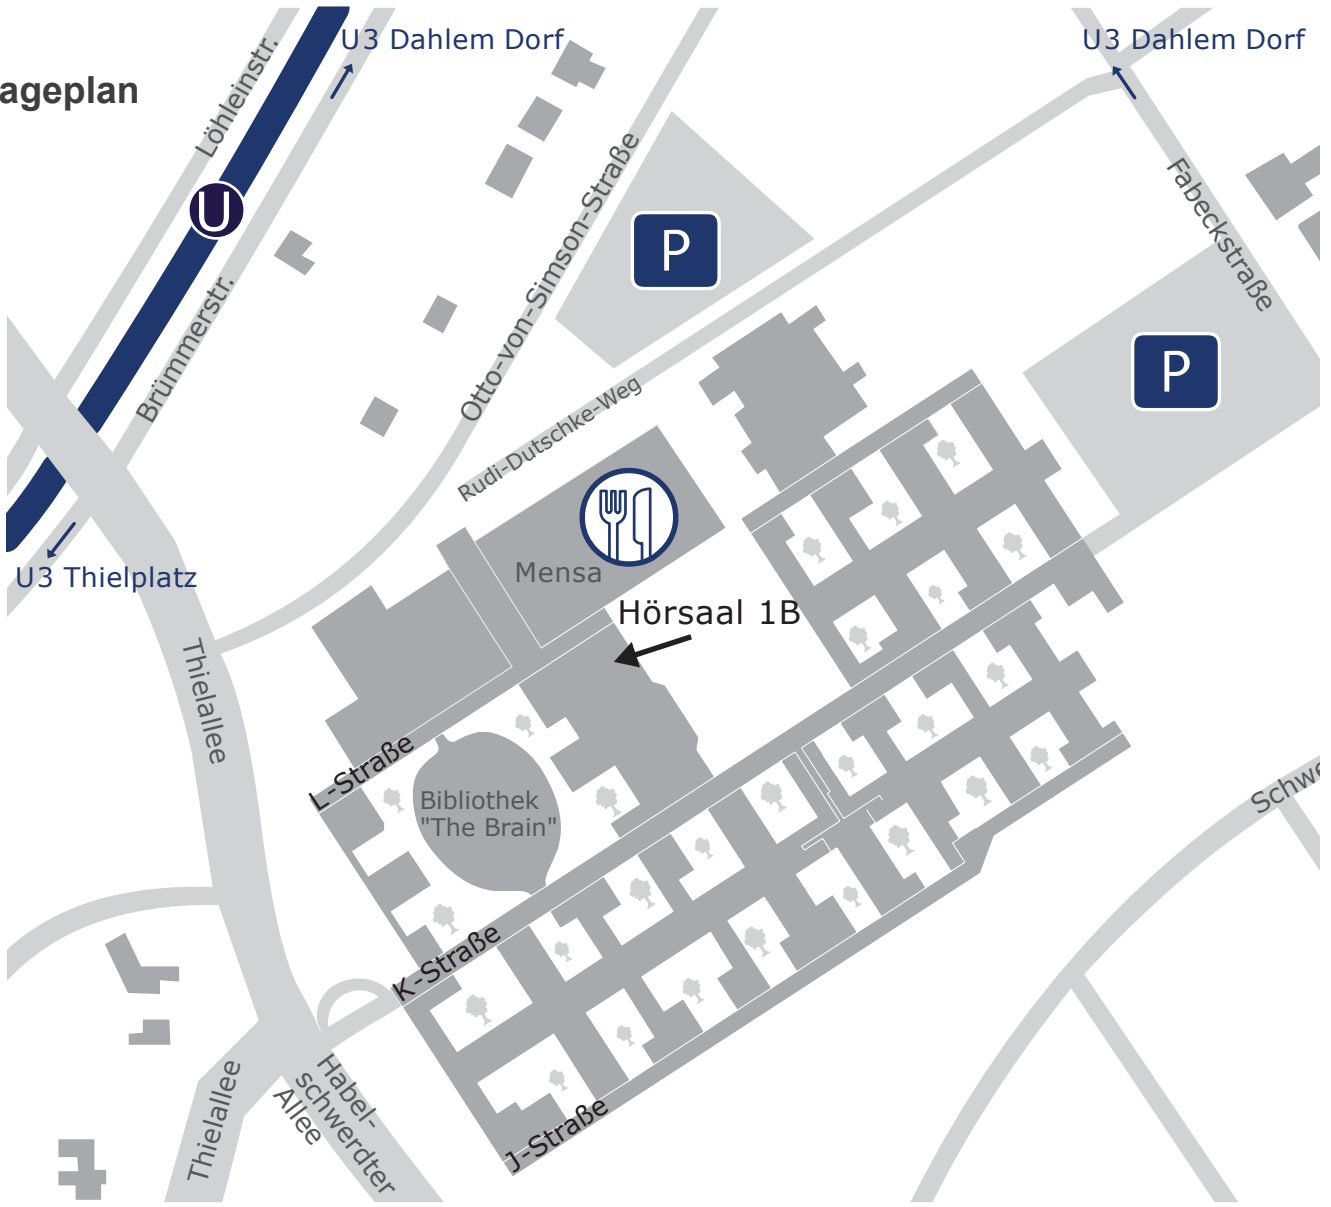 U3 Dahlem Dorf
U3 Dahlem Dorf
ageplan
Löhleinstr.
U
Brümmerstr.
Otto-von-Simson-Straße
P
Fabeckstraße
P
Rudi-Dutschke-Weg
Mensa
U3 Thielplatz
Hörsaal 1B
Thielallee
L-Straße
Bibliothek
"The Brain"
Schwe
K-Straße
Thielallee
Habel-
schwerdter
Allee
J-Straße